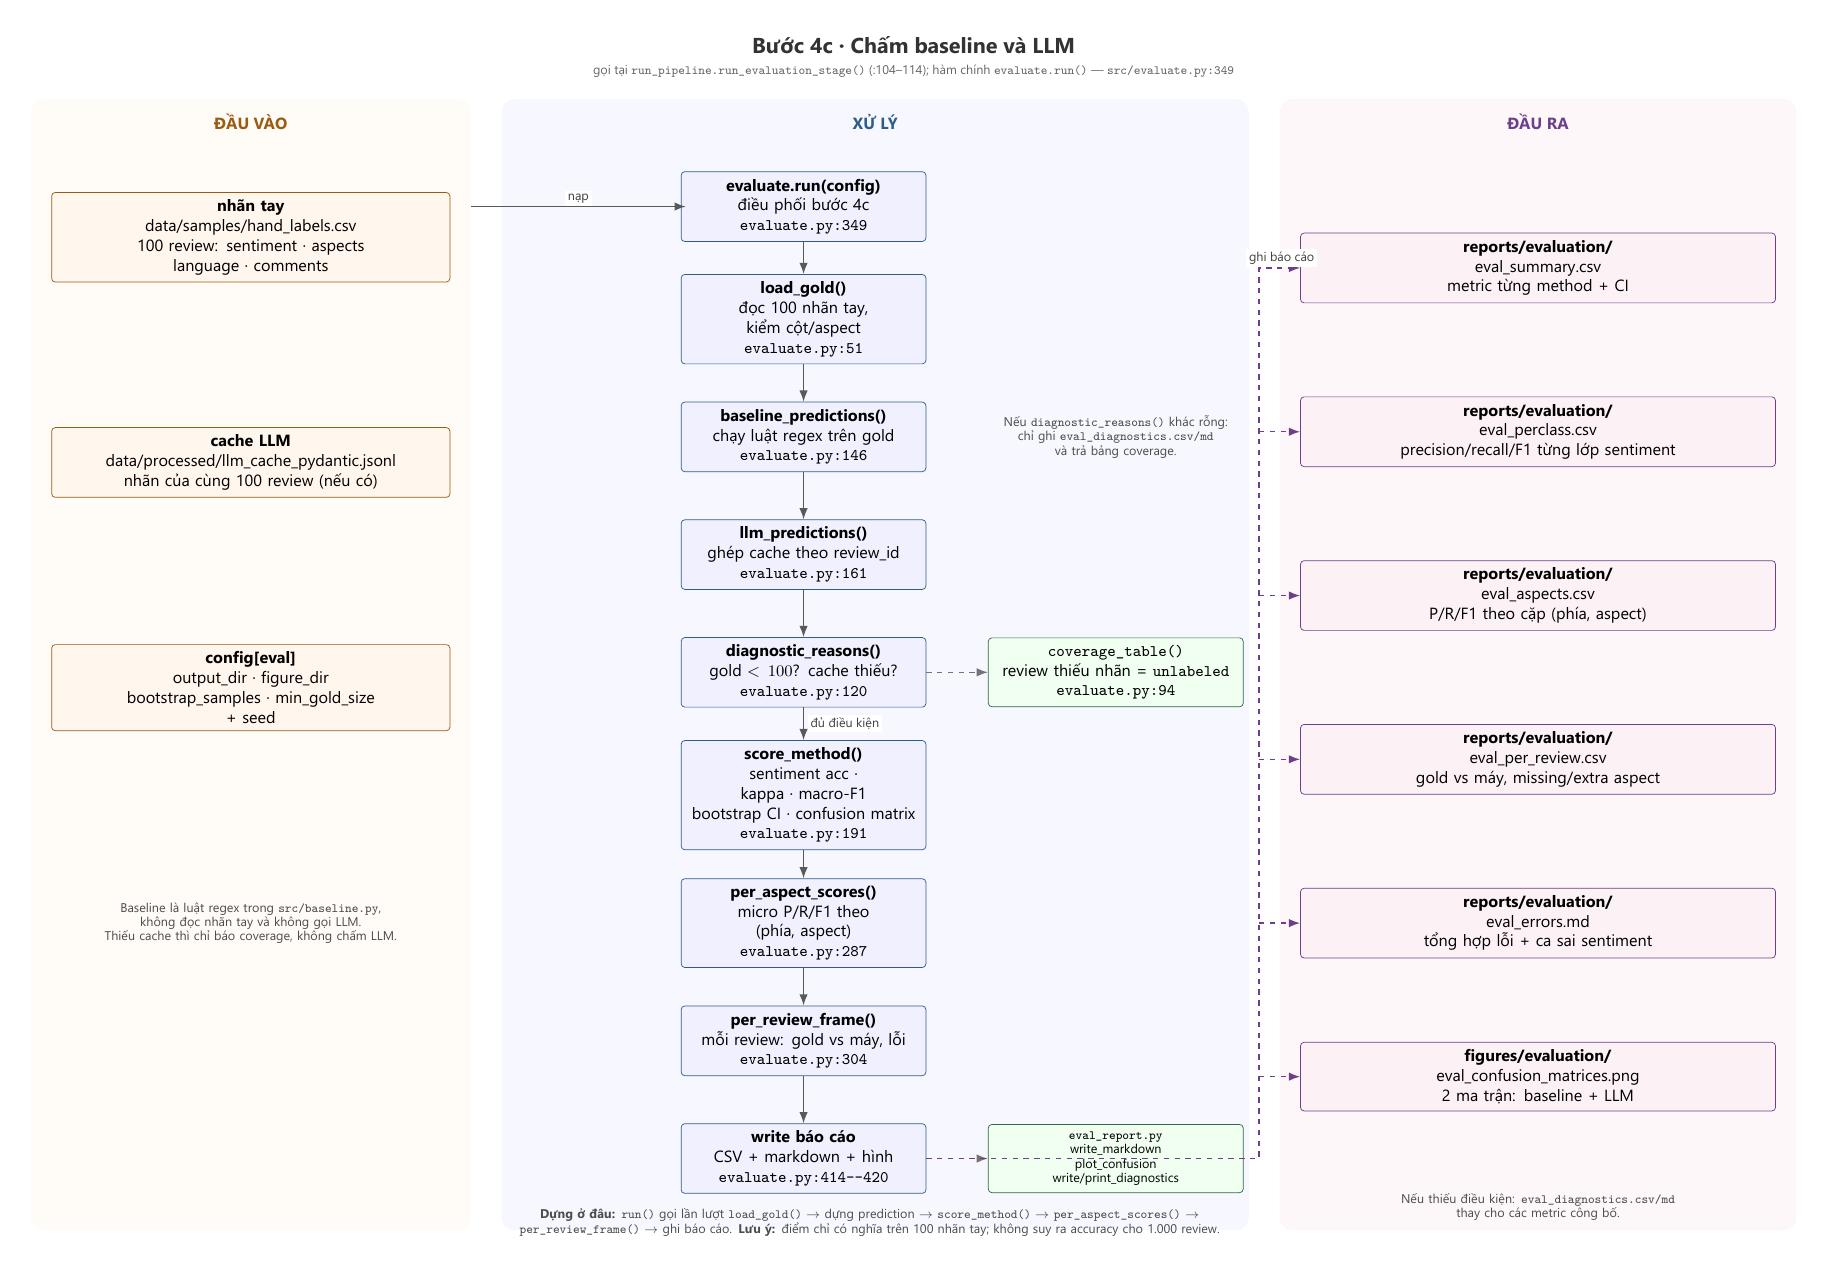 Bước 4c · Chấm baseline và LLM
gọi tại run_pipeline.run_evaluation_stage() (:104–114); hàm chính evaluate.run() — src/evaluate.py:349
ĐẦU VÀO
nhãn tay
data/samples/hand_labels.csv
100 review: sentiment · aspects
language · comments
cache LLM
data/processed/llm_cache_pydantic.jsonl
nhãn của cùng 100 review (nếu có)
config[eval]
output_dir · figure_dir
bootstrap_samples · min_gold_size
+ seed
Baseline là luật regex trong src/baseline.py,
không đọc nhãn tay và không gọi LLM.
Thiếu cache thì chỉ báo coverage, không chấm LLM.
nạp
XỬ LÝ
evaluate.run(config)
điều phối bước 4c
evaluate.py:349
load_gold()
đọc 100 nhãn tay,
kiểm cột/aspect
evaluate.py:51
baseline_predictions()
chạy luật regex trên gold
evaluate.py:146
Nếu diagnostic_reasons() khác rỗng:
chỉ ghi eval_diagnostics.csv/md
và trả bảng coverage.
llm_predictions()
ghép cache theo review_id
evaluate.py:161
diagnostic_reasons()
gold < 100? cache thiếu?
evaluate.py:120
coverage_table()
review thiếu nhãn = unlabeled
evaluate.py:94
đủ điều kiện
score_method()
sentiment acc ·
kappa · macro-F1
bootstrap CI · confusion matrix
evaluate.py:191
per_aspect_scores()
micro P/R/F1 theo
(phía, aspect)
evaluate.py:287
per_review_frame()
mỗi review: gold vs máy, lỗi
evaluate.py:304
write báo cáo
CSV + markdown + hình
evaluate.py:414--420
eval_report.py
write_markdown
plot_confusion
write/print_diagnostics
Dựng ở đâu: run() gọi lần lượt load_gold() → dựng prediction → score_method() → per_aspect_scores() →
per_review_frame() → ghi báo cáo. Lưu ý: điểm chỉ có nghĩa trên 100 nhãn tay; không suy ra accuracy cho 1.000 review.
ghi báo cáo
ĐẦU RA
reports/evaluation/
eval_summary.csv
metric từng method + CI
reports/evaluation/
eval_perclass.csv
precision/recall/F1 từng lớp sentiment
reports/evaluation/
eval_aspects.csv
P/R/F1 theo cặp (phía, aspect)
reports/evaluation/
eval_per_review.csv
gold vs máy, missing/extra aspect
reports/evaluation/
eval_errors.md
tổng hợp lỗi + ca sai sentiment
figures/evaluation/
eval_confusion_matrices.png
2 ma trận: baseline + LLM
Nếu thiếu điều kiện: eval_diagnostics.csv/md
thay cho các metric công bố.